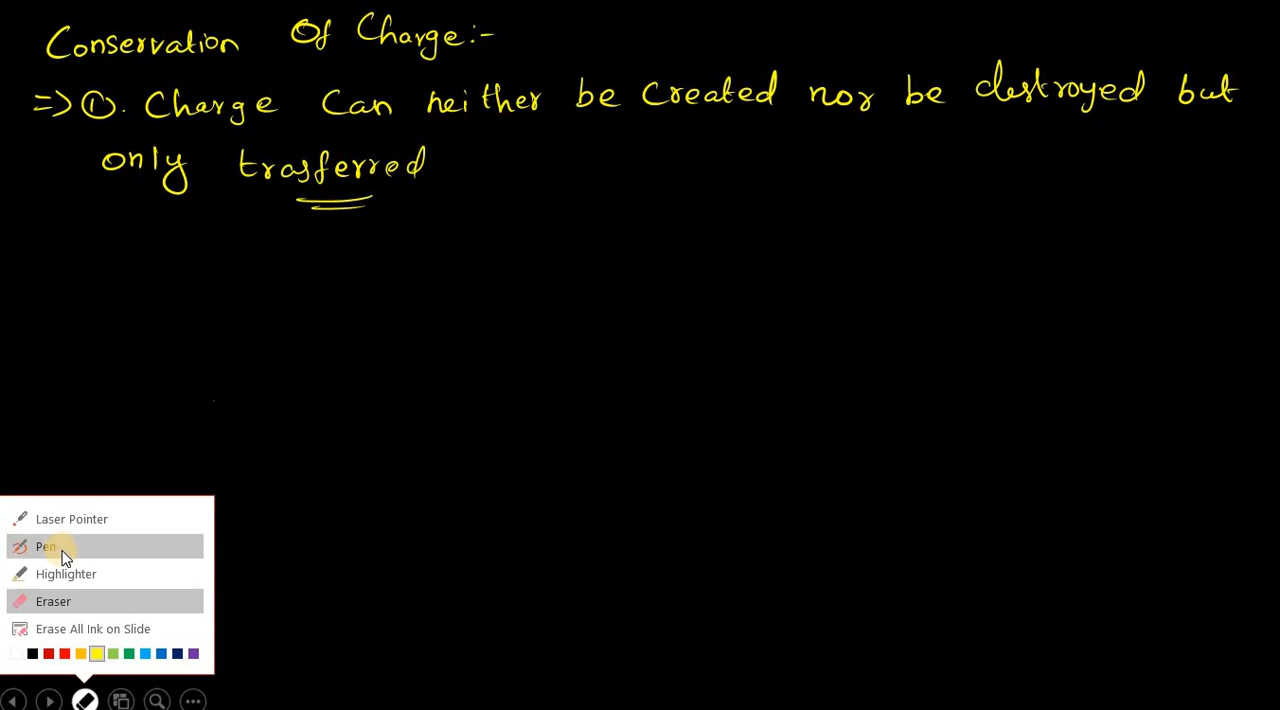 Conservation Of Charge:-
=> ①. Charge Can neither be created nor be destroyed but
only trasferred
Laser Pointer
Pen
Highlighter
Eraser
Erase All Ink on Slide